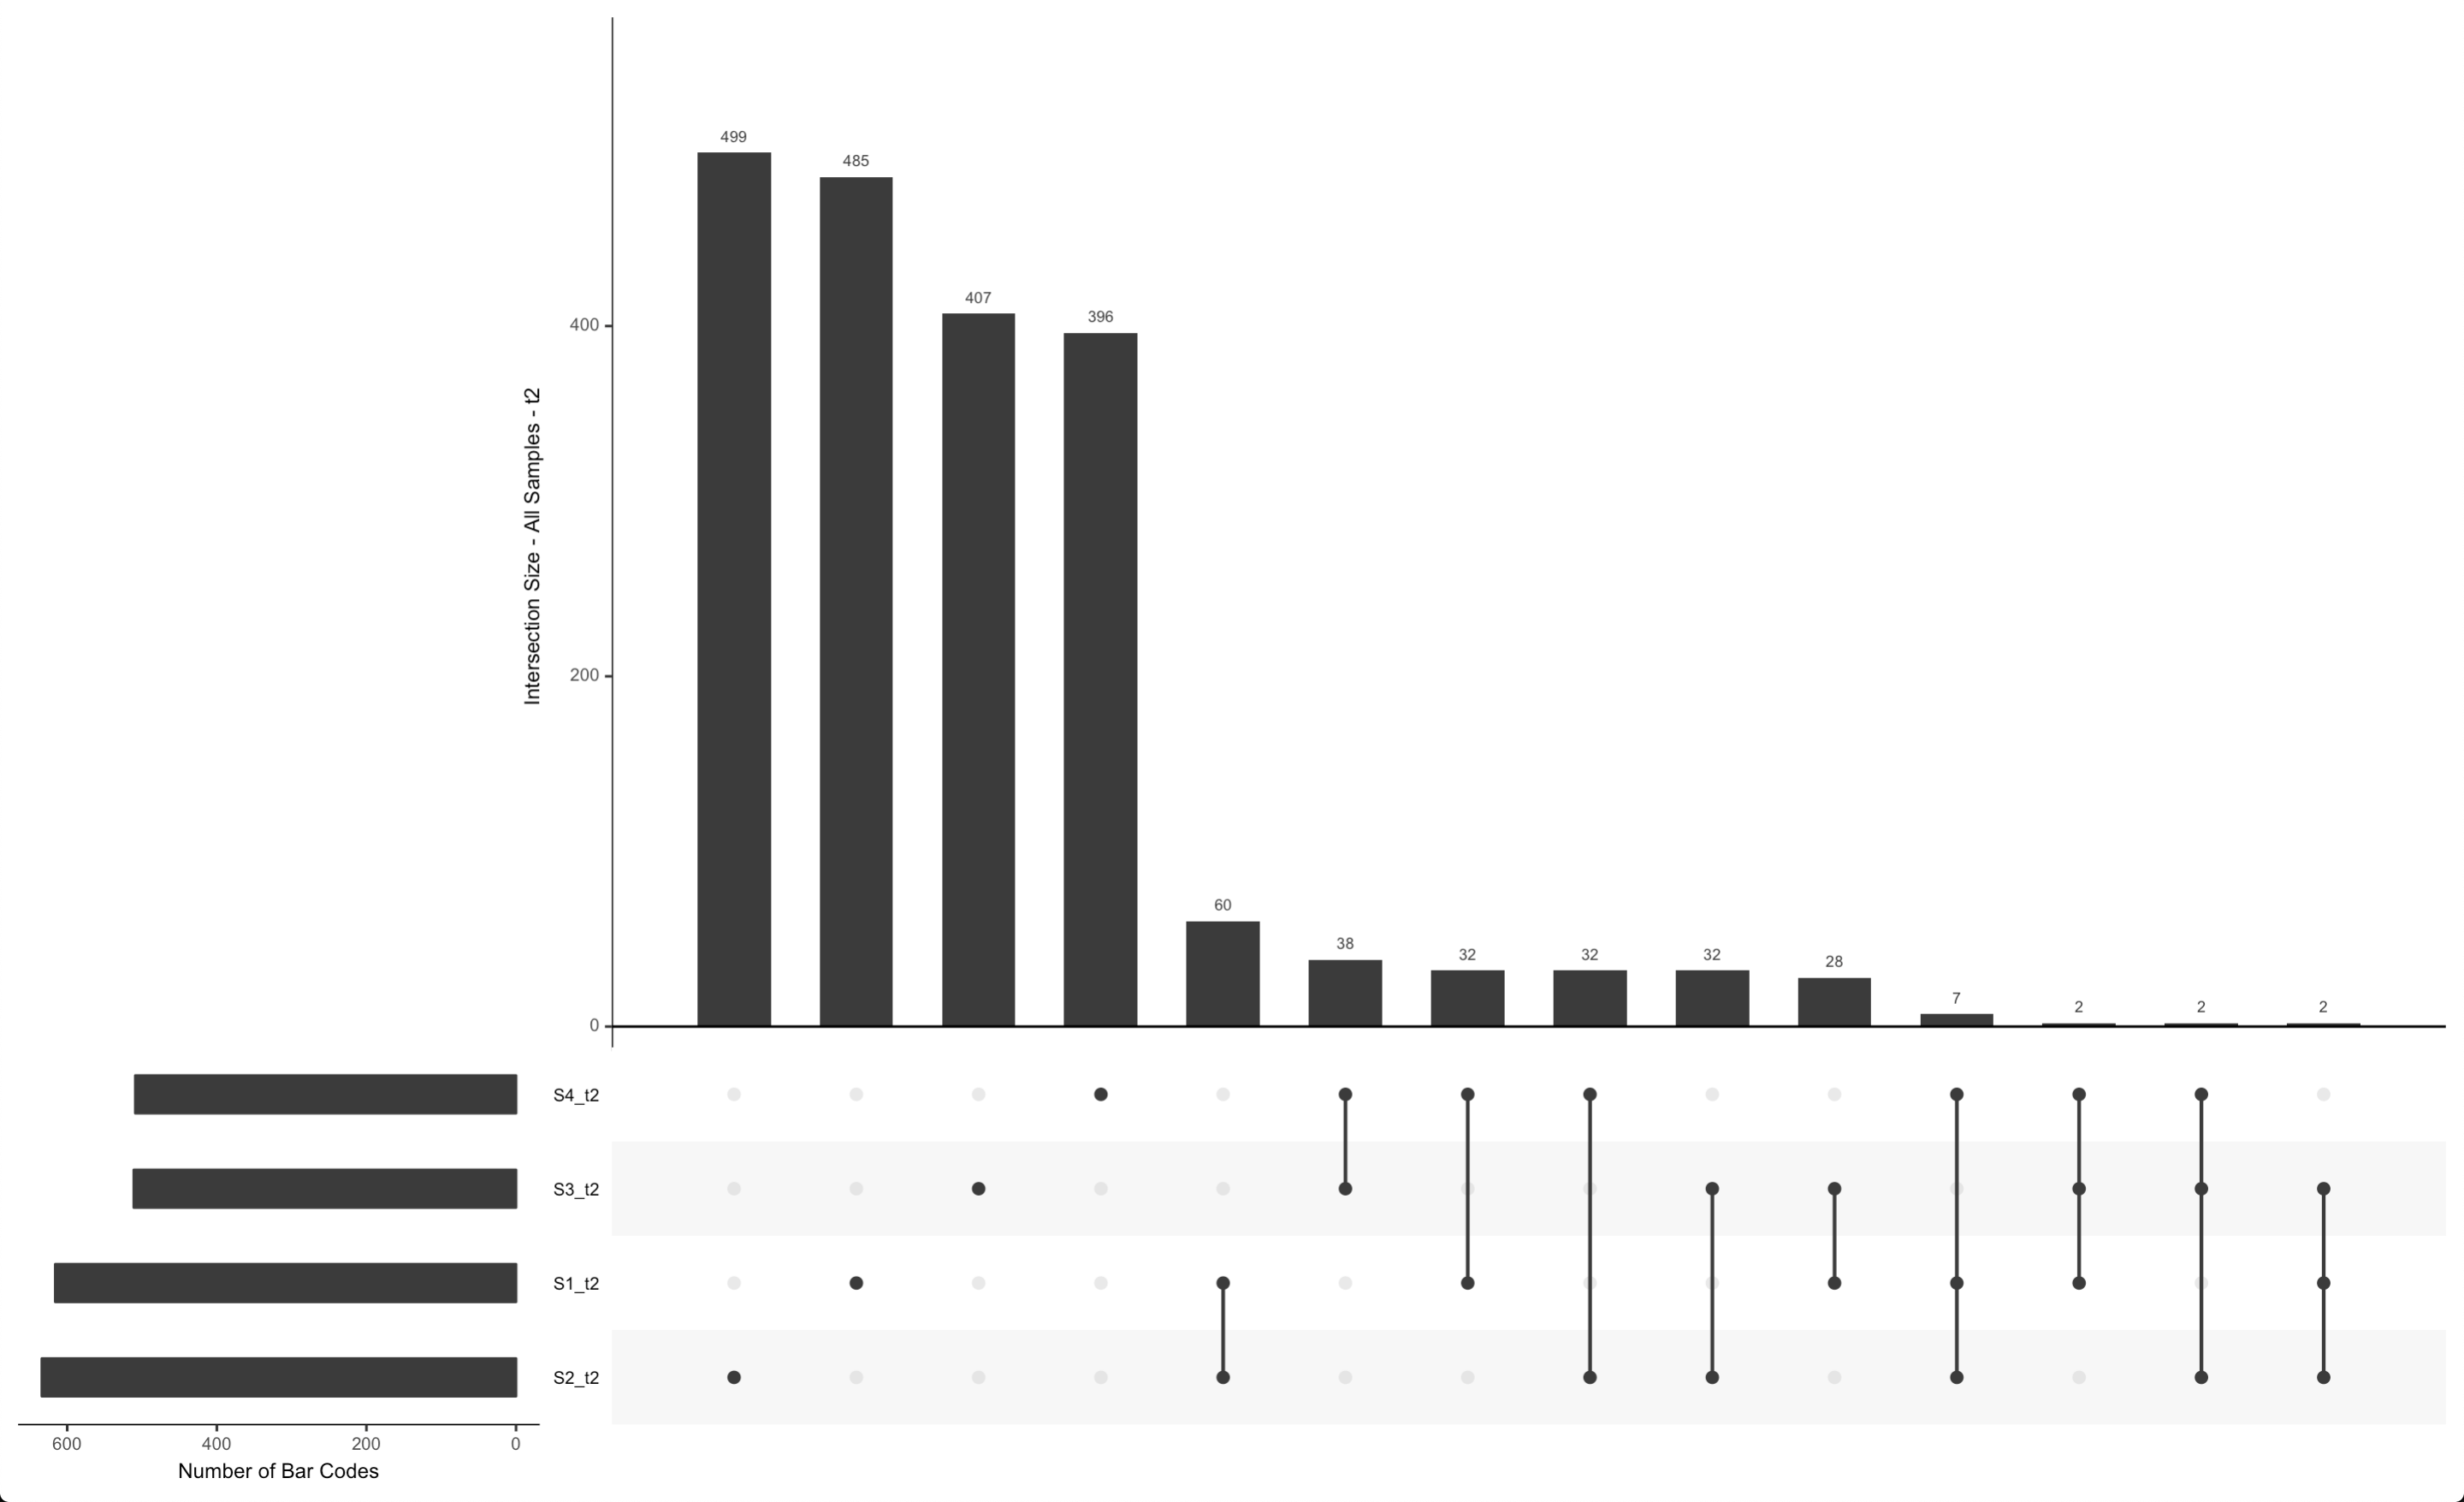 499
485
407
396
60
38
32
32
32
28
7
2
2
2
400
200
0
Intersection Size - All Samples - t2
S4_t2
S3_t2
S1_t2
S2_t2
600 400 200 0
Number of Bar Codes